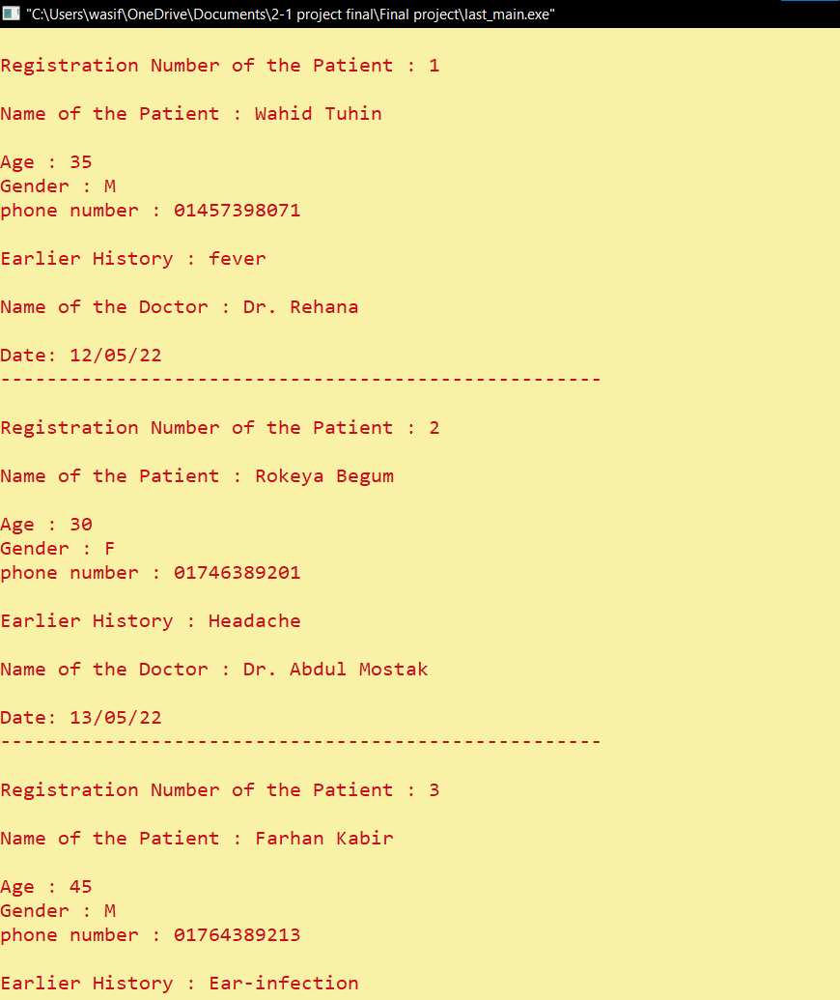 "C:\Users\wasif\OneDrive\Documents\2-1 project final\Final project\last_main.exe"
Registration Number of the Patient : 1
Name of the Patient : Wahid Tuhin
Age : 35
Gender : M
phone number : 01457398071
Earlier History : fever
Name of the Doctor : Dr. Rehana
Date: 12/05/22
----------------------------------------------------
Registration Number of the Patient : 2
Name of the Patient : Rokeya Begum
Age : 30
Gender : F
phone number : 01746389201
Earlier History : Headache
Name of the Doctor : Dr. Abdul Mostak
Date: 13/05/22
----------------------------------------------------
Registration Number of the Patient : 3
Name of the Patient : Farhan Kabir
Age : 45
Gender : M
phone number : 01764389213
Earlier History : Ear-infection